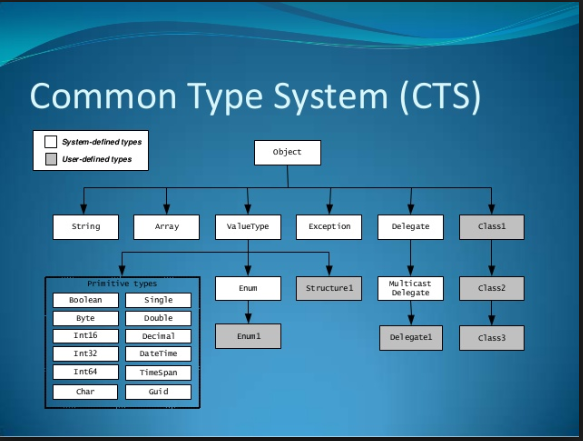 Common Type System (CTS)
System-defined types
User-defined types
Object
String Array ValueType Exception Delegate Class1
Primitive types
Boolean Single
Byte Double
Int16 Decimal
Int32 DateTime
Int64 TimeSpan
Char Guid
Enum Structure1 Multicast Delegate Class2
Enum1 Delegate1 Class3